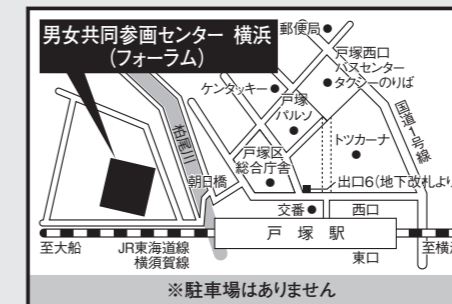 男女共同参画センター 横浜
(フォーラム)
郵便局
戸塚西口
バスセンター
タクシーのりば
ケンタッキー
戸塚
パルソ
国道1号線
トツカーナ
柏尾川
戸塚区
総合庁舎
朝日橋
出口6(地下改札より
交番
西口
戸塚駅
至大船
JR東海道線
横須賀線
東口
至横浜
※駐車場はありません